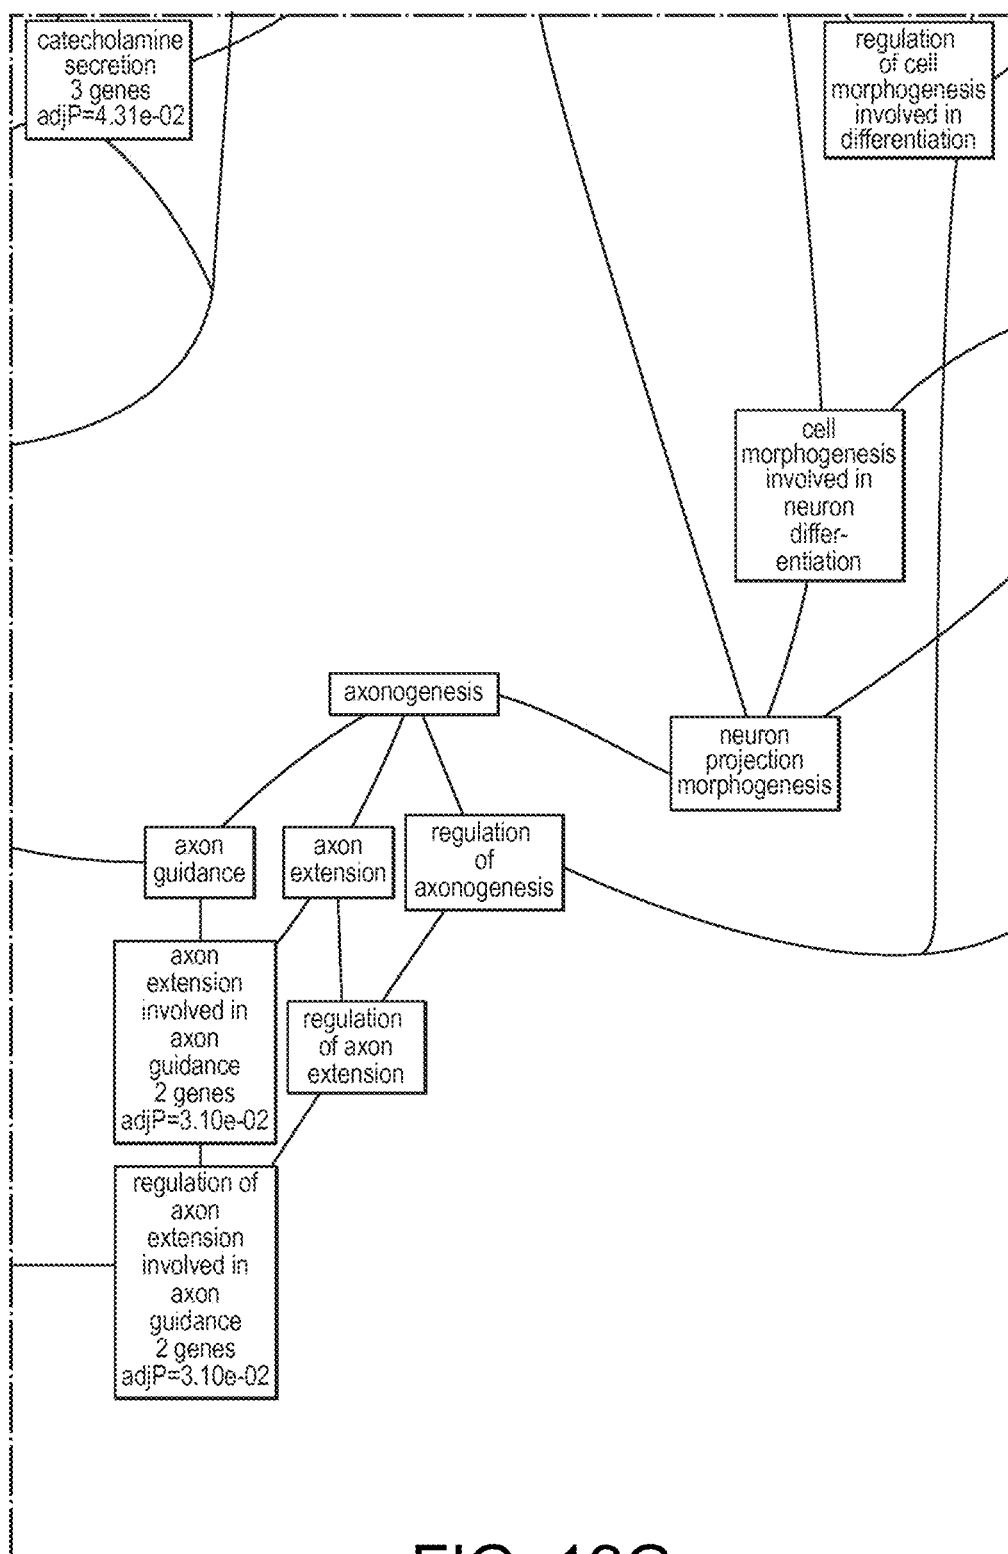 catecholamine
secretion
3 genes
adjP=4.31e-02
regulation
of cell
morphogenesis
involved in
differentiation
cell
morphogenesis
involved in
neuron
differ-
entiation
axonogenesis
neuron
projection
morphogenesis
axon
guidance
axon
extension
regulation
of
axonogenesis
axon
extension
involved in
axon
guidance
2 genes
adjP=3.10e-02
regulation
of axon
extension
regulation of
axon
extension
involved in
axon
guidance
2 genes
adjP=3.10e-02